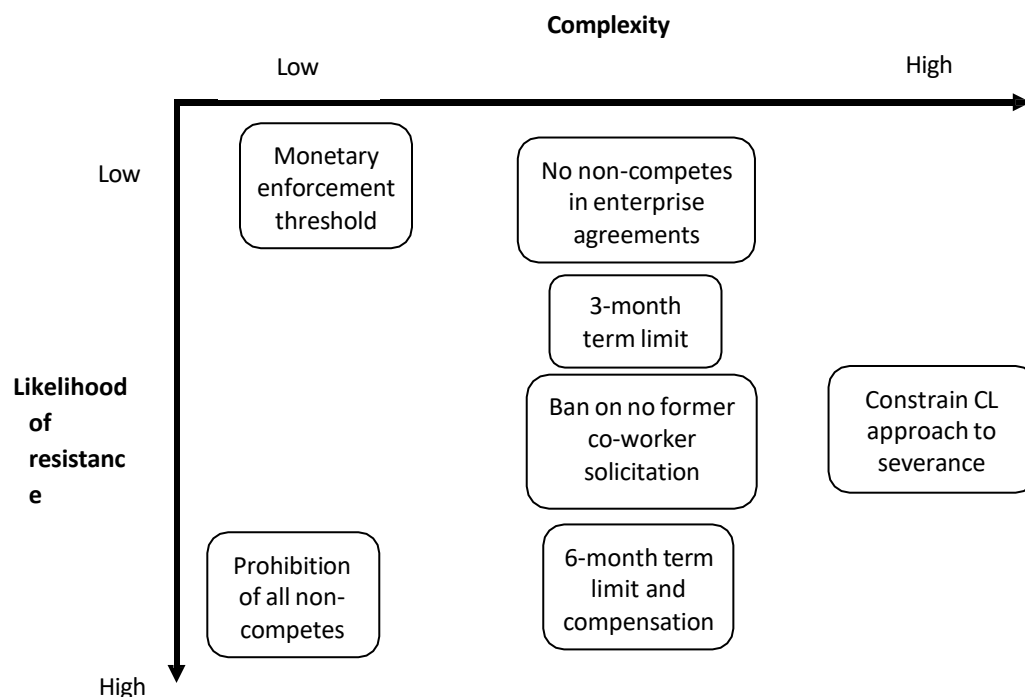 Complexity
Low
High
Low
Monetary
enforcement
threshold
No non-competes
in enterprise
agreements
3-month
term limit
Likelihood
of
resistanc
e
Ban on no former
co-worker
solicitation
Constrain CL
approach to
severance
Prohibition
of all non-
competes
6-month term
limit and
compensation
High